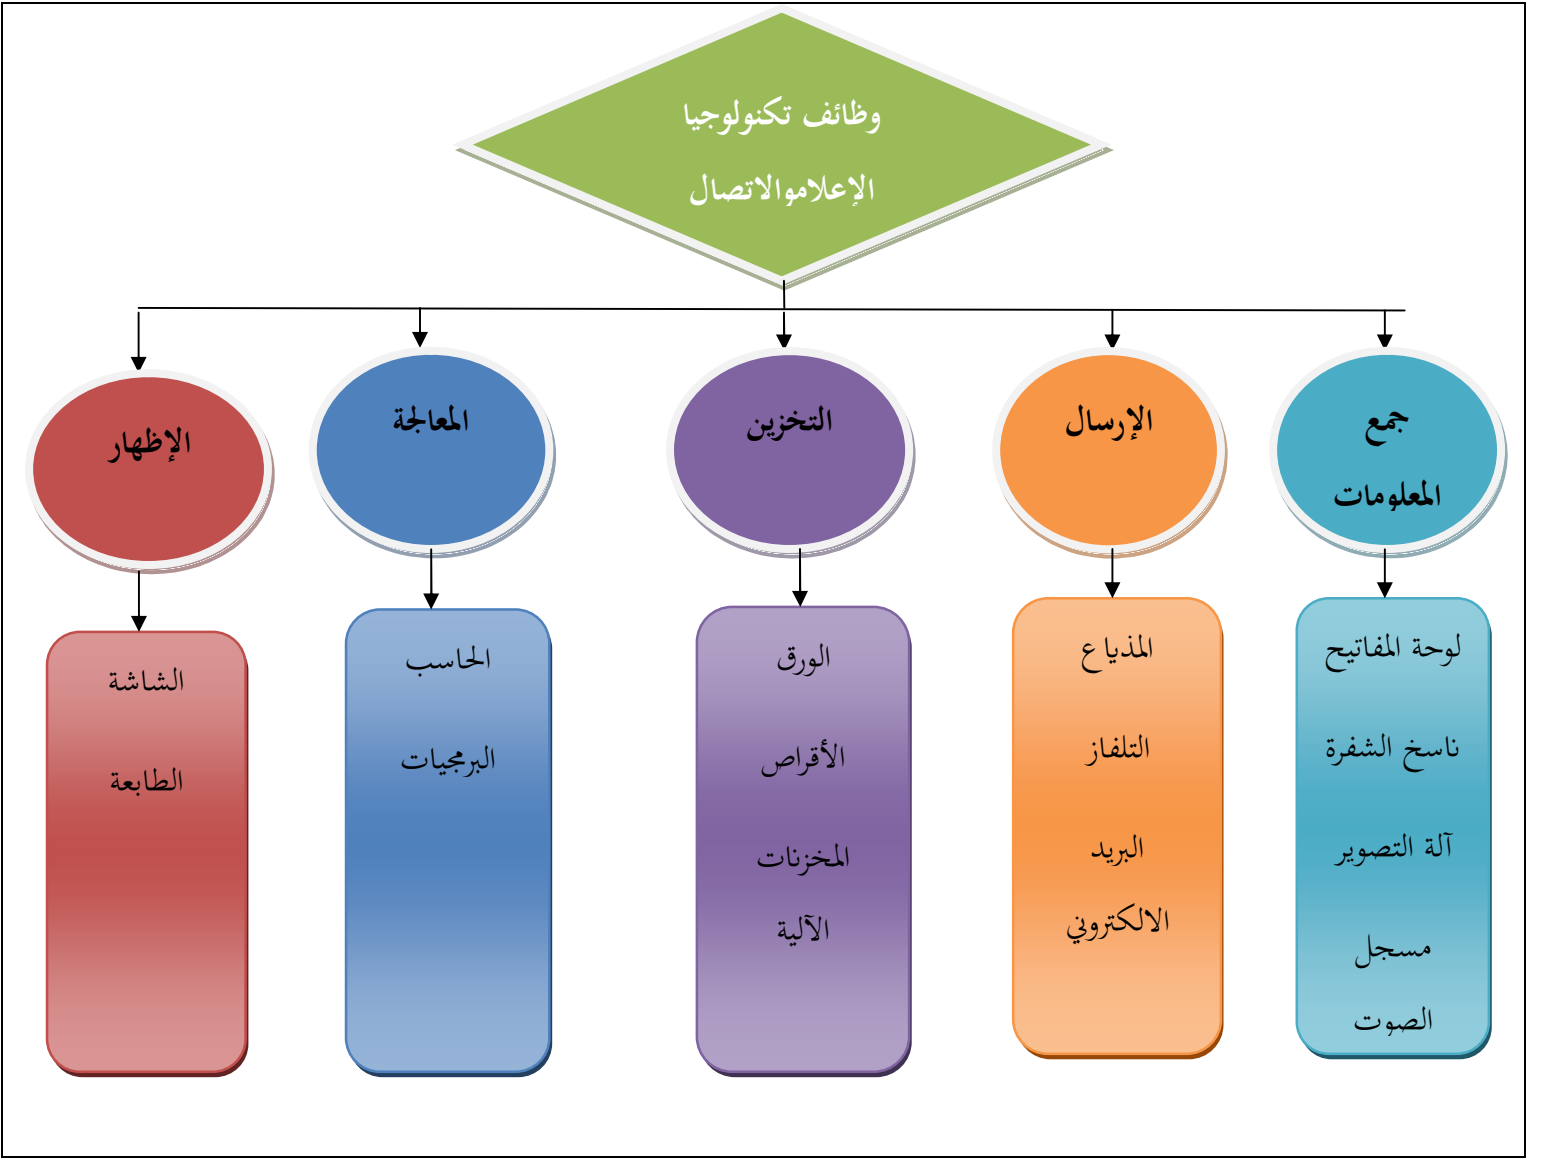 وظائف تكنولوجيا
الإعلاموالاتصال
جمع
المعلومات
الإرسال
التخزين
المعالجة
الإظهار
لوحة المفاتيح
ناسخ الشفرة
آلة التصوير
مسجل
الصوت
المذياع
التلفاز
البريد
الالكتروني
الورق
الأقراص
المخزنات
الآلية
الحاسب
البرمجيات
الشاشة
الطابعة